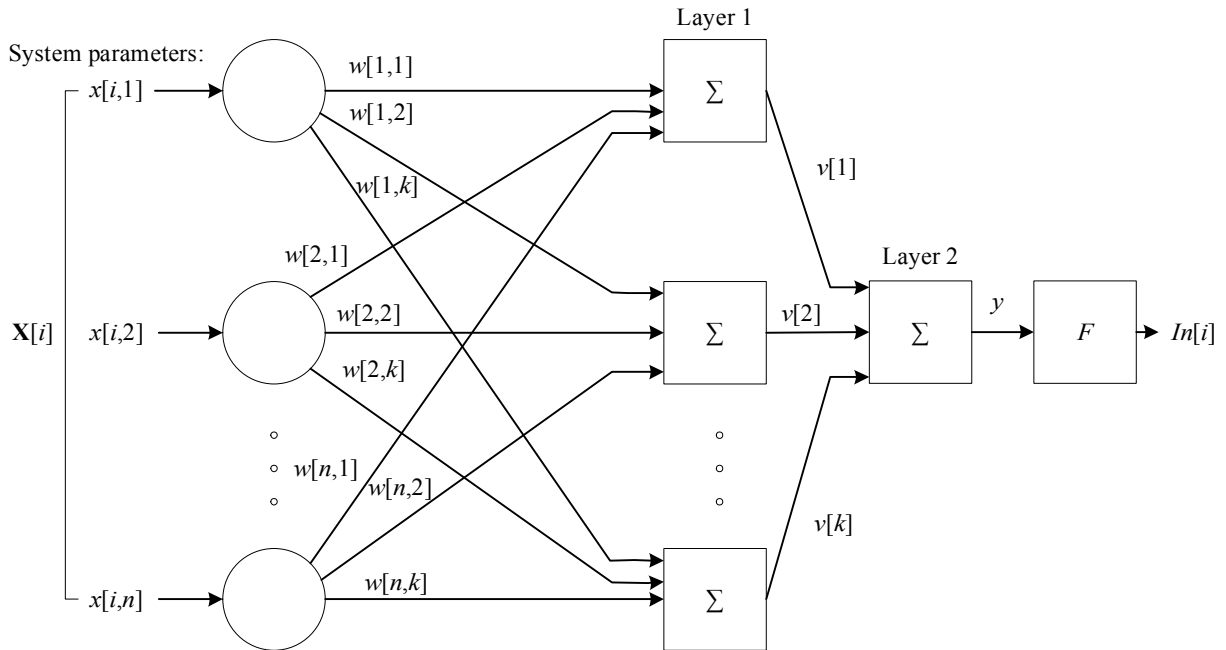 Layer 1
System parameters:
x[i,1]
w[1,1]
Σ
w[1,2]
w[1,k]
v[1]
w[2,1]
Layer 2
X[i]
x[i,2]
w[2,2]
Σ
v[2]
Σ
y
F
In[i]
w[2,k]
w[n,1]
w[n,2]
v[k]
x[i,n]
w[n,k]
Σ